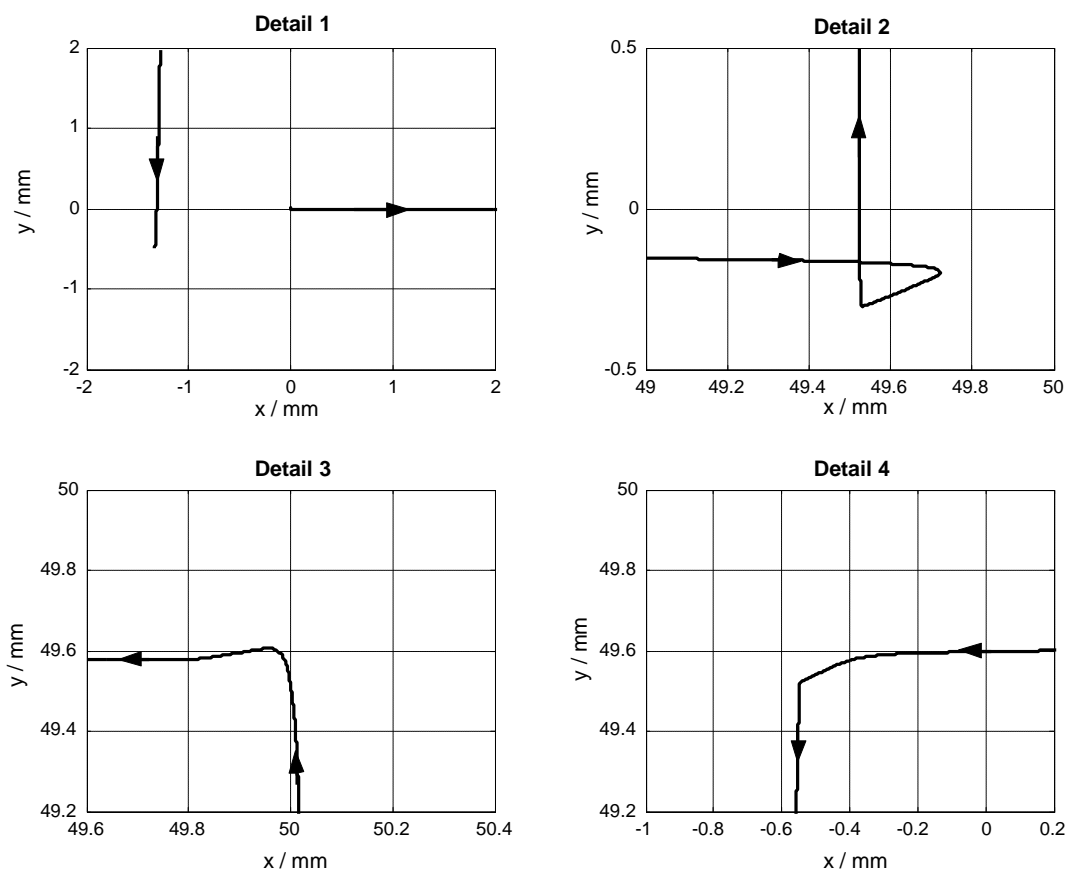 Detail 1
2
1
0
-1
-2
-2 -1 0 1 2
y / mm
x / mm
Detail 2
0.5
0
-0.5
49 49.2 49.4 49.6 49.8 50
y / mm
x / mm
Detail 3
50
49.8
49.6
49.4
49.2
49.6 49.8 50 50.2 50.4
y / mm
x / mm
Detail 4
50
49.8
49.6
49.4
49.2
-1 -0.8 -0.6 -0.4 -0.2 0 0.2
y / mm
x / mm